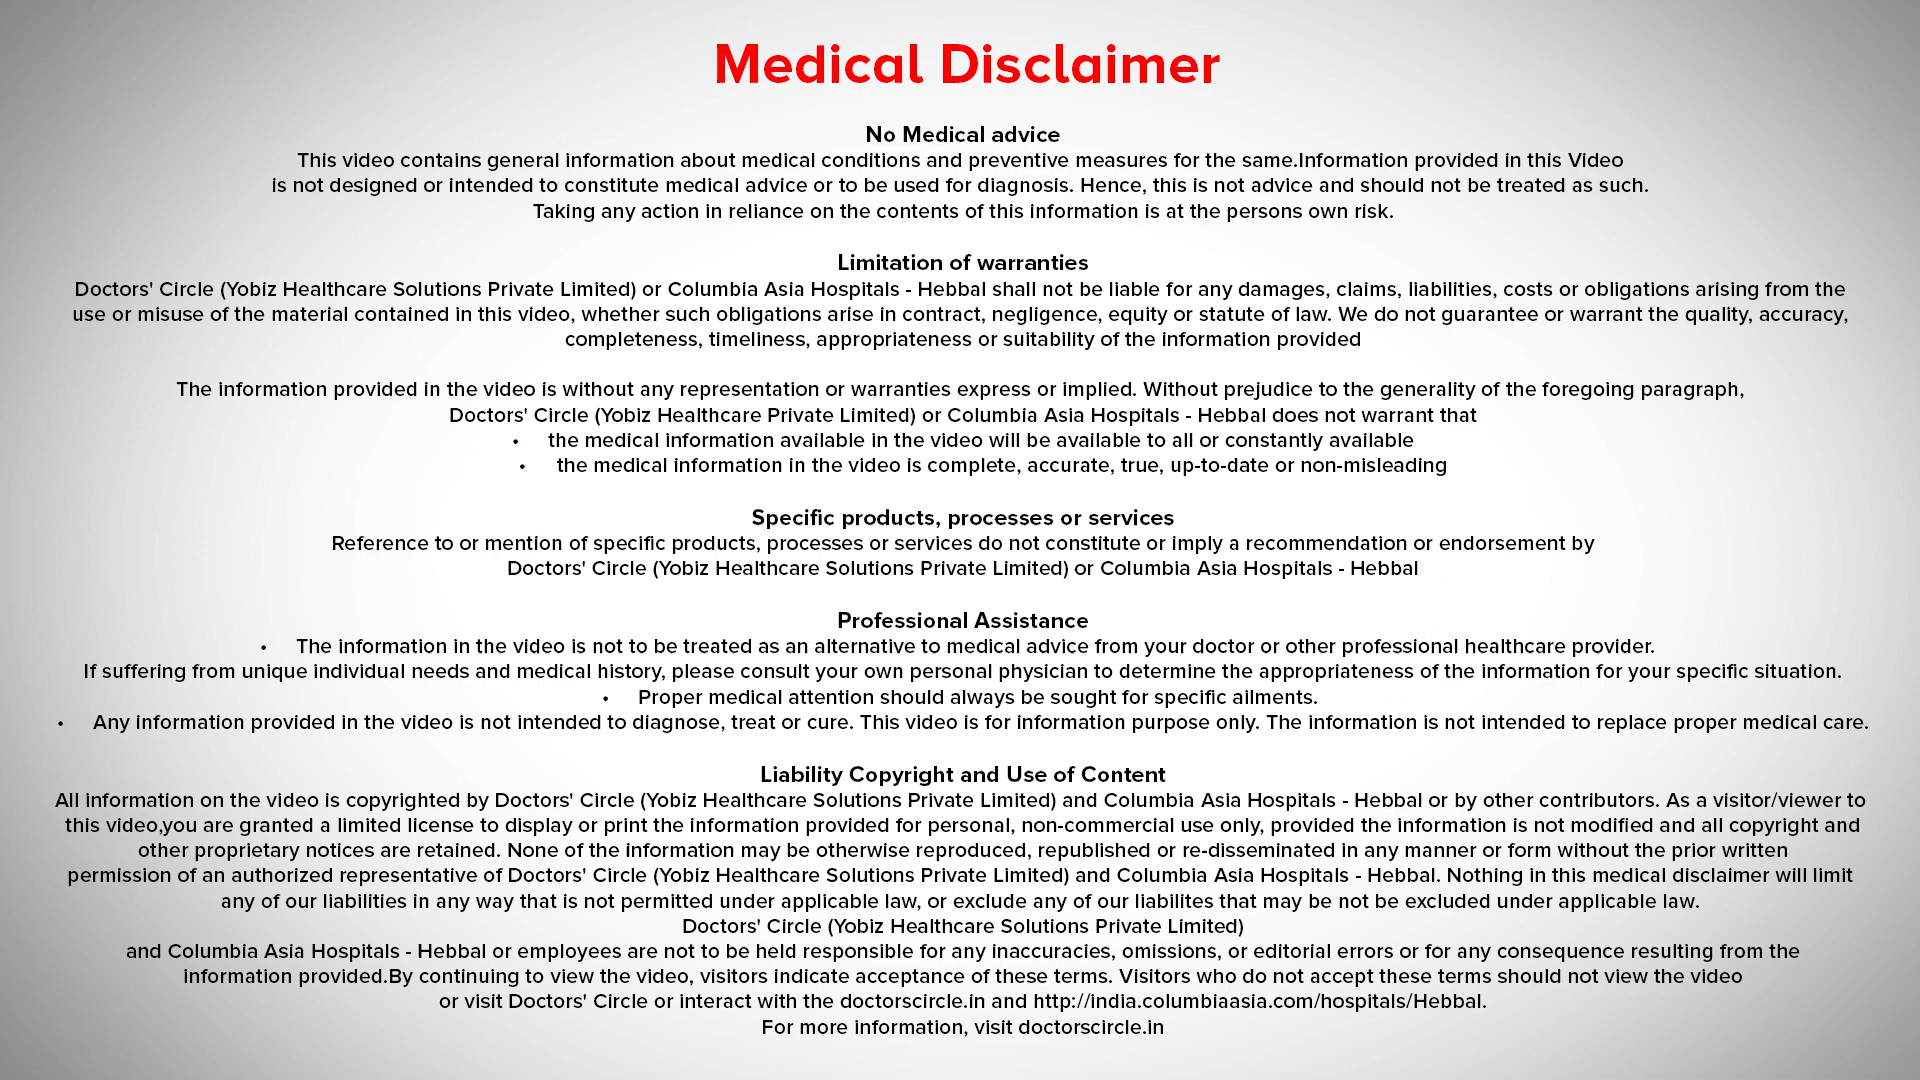 Medical Disclaimer
No Medical advice
This video contains general information about medical conditions and preventive measures for the same.Information provided in this Video
is not designed or intended to constitute medical advice or to be used for diagnosis. Hence, this is not advice and should not be treated as such.
Taking any action in reliance on the contents of this information is at the persons own risk.
Limitation of warranties
Doctors' Circle (Yobiz Healthcare Solutions Private Limited) or Columbia Asia Hospitals - Hebbal shall not be liable for any damages, claims, liabilities, costs or obligations arising from the
use or misuse of the material contained in this video, whether such obligations arise in contract, negligence, equity or statute of law. We do not guarantee or warrant the quality, accuracy,
completeness, timeliness, appropriateness or suitability of the information provided
The information provided in the video is without any representation or warranties express or implied. Without prejudice to the generality of the foregoing paragraph,
Doctors' Circle (Yobiz Healthcare Private Limited) or Columbia Asia Hospitals - Hebbal does not warrant that
• the medical information available in the video will be available to all or constantly available
• the medical information in the video is complete, accurate, true, up-to-date or non-misleading
Specific products, processes or services
Reference to or mention of specific products, processes or services do not constitute or imply a recommendation or endorsement by
Doctors' Circle (Yobiz Healthcare Solutions Private Limited) or Columbia Asia Hospitals - Hebbal
Professional Assistance
• The information in the video is not to be treated as an alternative to medical advice from your doctor or other professional healthcare provider.
If suffering from unique individual needs and medical history, please consult your own personal physician to determine the appropriateness of the information for your specific situation.
• Proper medical attention should always be sought for specific ailments.
• Any information provided in the video is not intended to diagnose, treat or cure. This video is for information purpose only. The information is not intended to replace proper medical care.
Liability Copyright and Use of Content
All information on the video is copyrighted by Doctors' Circle (Yobiz Healthcare Solutions Private Limited) and Columbia Asia Hospitals - Hebbal or by other contributors. As a visitor/viewer to
this video,you are granted a limited license to display or print the information provided for personal, non-commercial use only, provided the information is not modified and all copyright and
other proprietary notices are retained. None of the information may be otherwise reproduced, republished or re-disseminated in any manner or form without the prior written
permission of an authorized representative of Doctors' Circle (Yobiz Healthcare Solutions Private Limited) and Columbia Asia Hospitals - Hebbal. Nothing in this medical disclaimer will limit
any of our liabilities in any way that is not permitted under applicable law, or exclude any of our liabilites that may be not be excluded under applicable law.
Doctors' Circle (Yobiz Healthcare Solutions Private Limited)
and Columbia Asia Hospitals - Hebbal or employees are not to be held responsible for any inaccuracies, omissions, or editorial errors or for any consequence resulting from the
information provided.By continuing to view the video, visitors indicate acceptance of these terms. Visitors who do not accept these terms should not view the video
or visit Doctors' Circle or interact with the doctorscircle.in and http://india.columbiaasia.com/hospitals/Hebbal.
For more information, visit doctorscircle.in